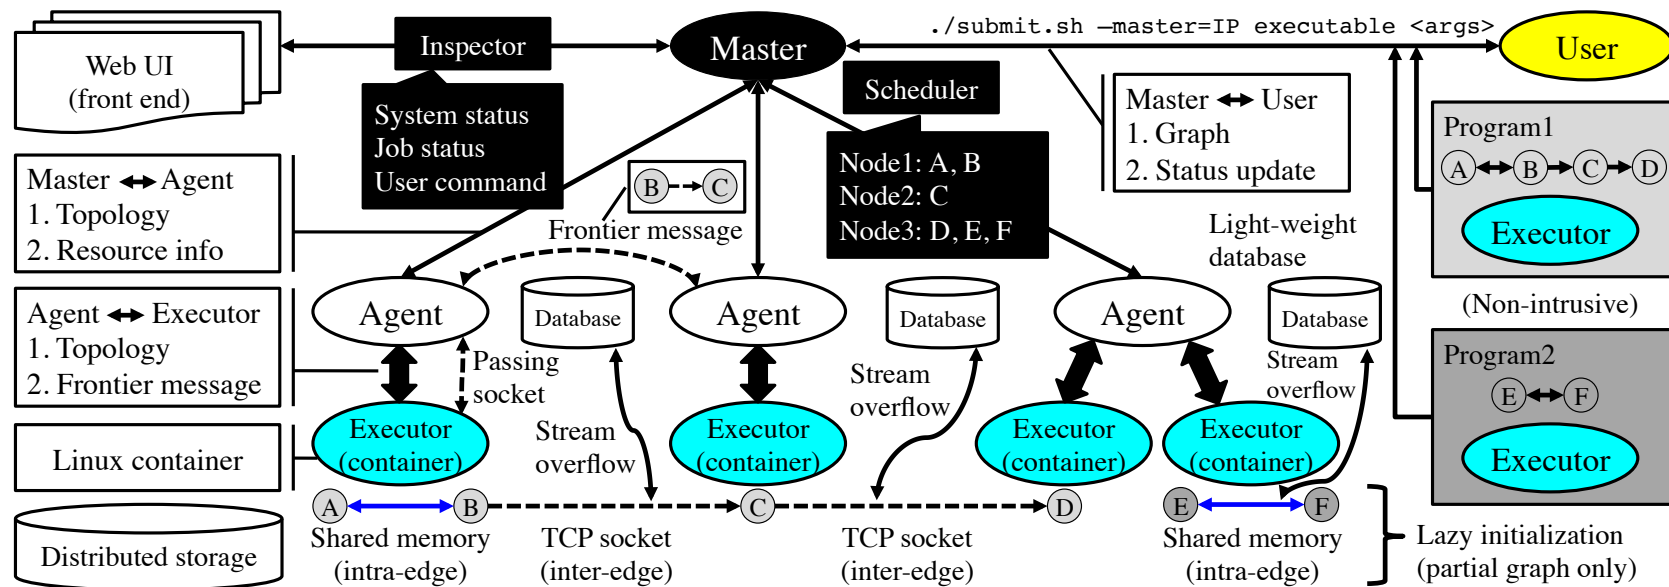 ./submit.sh –master=IP executable <args>
Web UI
(front end)
Inspector
Master
User
System status
Job status
User command
Scheduler
Node1: A, B
Node2: C
Node3: D, E, F
Master ↔ User
1. Graph
2. Status update
Program1
A B C D
Executor
(Non-intrusive)
Program2
E F
Executor
Master ↔ Agent
1. Topology
2. Resource info
B C
Frontier message
Light-weight
database
Agent
Database
Agent
Database
Agent
Database
Agent ↔ Executor
1. Topology
2. Frontier message
Passing
socket
Stream
overflow
Stream
overflow
Stream
overflow
Linux container
Executor
(container)
Executor
(container)
Executor
(container)
Executor
(container)
A B C D E F
Distributed storage
Shared memory
(intra-edge)
TCP socket
(inter-edge)
TCP socket
(inter-edge)
Shared memory
(intra-edge)
Lazy initialization
(partial graph only)